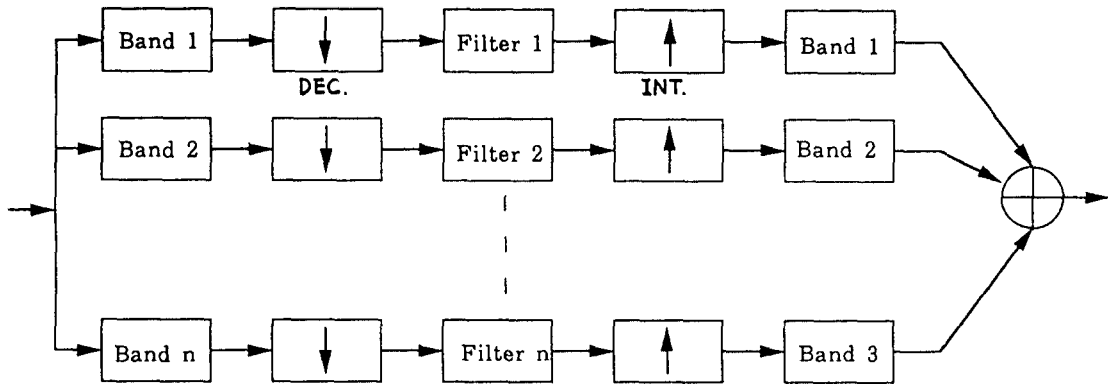 Band 1 Filter 1 Band 1
DEC. INT.
Band 2 Filter 2 Band 2
Band n Filter n Band 3